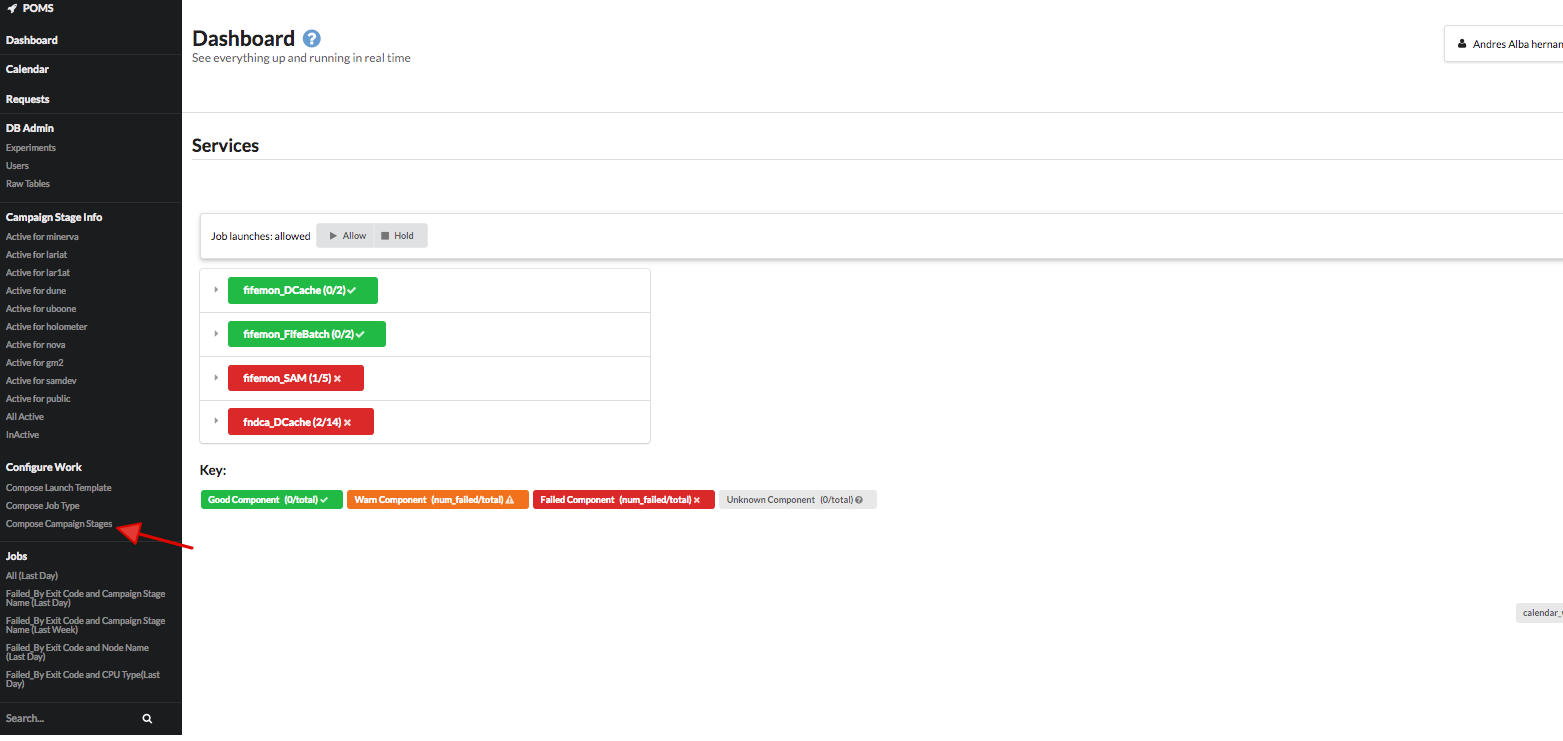 POMS
Dashboard
Calendar
Requests
DB Admin
Experiments
Users
Raw Tables
Campaign Stage Info
Active for minerva
Active for lariat
Active for lar1at
Active for dune
Active for uboone
Active for holometer
Active for nova
Active for gm2
Active for samdev
Active for public
All Active
InActive
Configure Work
Compose Launch Template
Compose Job Type
Compose Campaign Stages
Jobs
All (Last Day)
Failed_By Exit Code and Campaign Stage
Name (Last Day)
Failed_By Exit Code and Campaign Stage
Name (Last Week)
Failed_By Exit Code and Node Name
(Last Day)
Failed_By Exit Code and CPU Type(Last
Day)
Search...
Dashboard ?
See everything up and running in real time
Andres Alba hernan
Services
Job launches: allowed Allow Hold
fifemon_DCache (0/2)
fifemon_FifeBatch (0/2)
fifemon_SAM (1/5)
fndca_DCache (2/14)
Key:
Good Component (0/total) Warn Component (num_failed/total) Failed Component (num_failed/total) Unknown Component (0/total)
calendar_